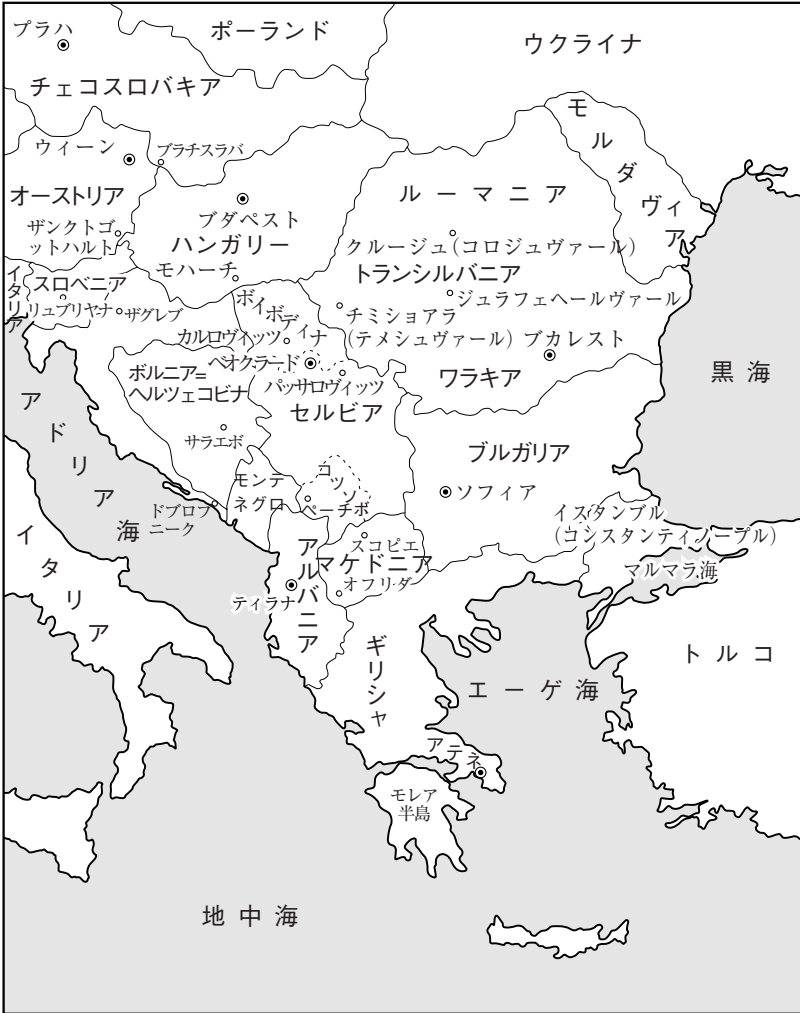 プラハ
ポーランド
ウクライナ
チェコスロバキア
モルダヴィア
ウィーン
ブラチスラバ
オーストリア
ルーマニア
ブダペスト
ザンクトゴ
ットハルト
ハンガリー
クルージュ(コロジュヴァール)
モハーチ
トランシルバニア
イタリア
スロベニア
リュブリヤナ
ザグレブ
ボイボディナ
ジュラフェヘールヴァール
チミショアラ
(テメシュヴァール)
ブカレスト
カルロヴィッツ
ベオグラード
パッサロヴィッツ
ワラキア
黒海
ボルニア=
ヘルツェコビナ
セルビア
アドリア海
サラエボ
ブルガリア
モンテ
ネグロ
コソボ
ペーチ
ソフィア
ドブロブ
ニーク
イスタンブル
(コンスタンティノープル)
イタリア
アルバニア
スコピエ
マケドニア
オフリダ
マルマラ海
ティラナ
ギリシャ
トルコ
エーゲ海
アテネ
モレア
半島
地中海